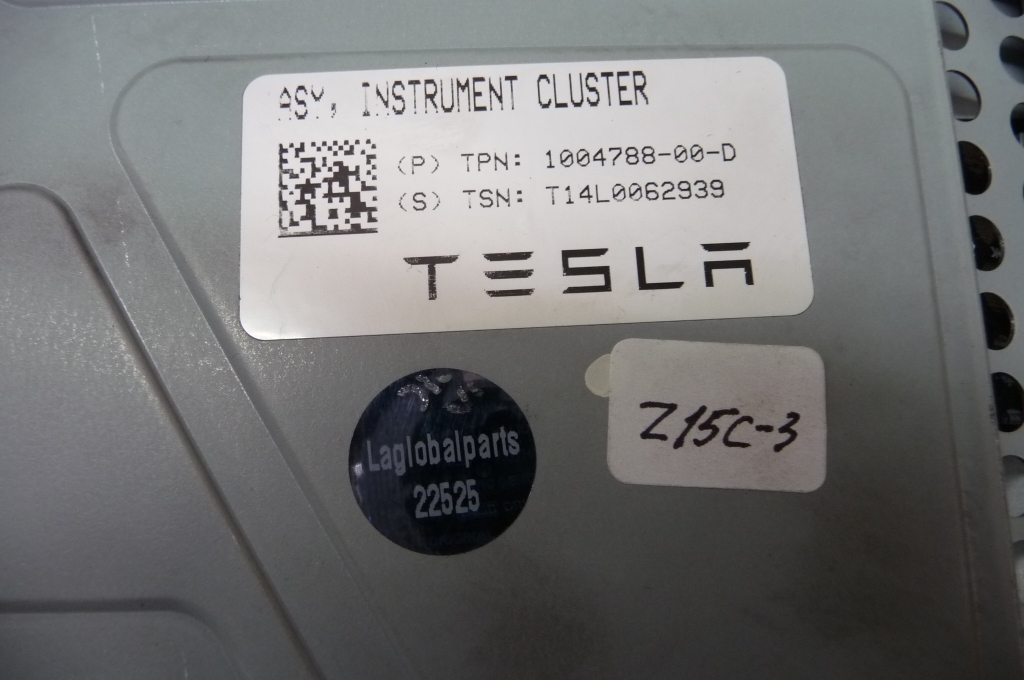 ASY, INSTRUMENT CLUSTER
(P) TPN: 1004788-00-D
(S) TSN: T14L0062939
TESLA
Laglobalparts
22525
Z15C-3